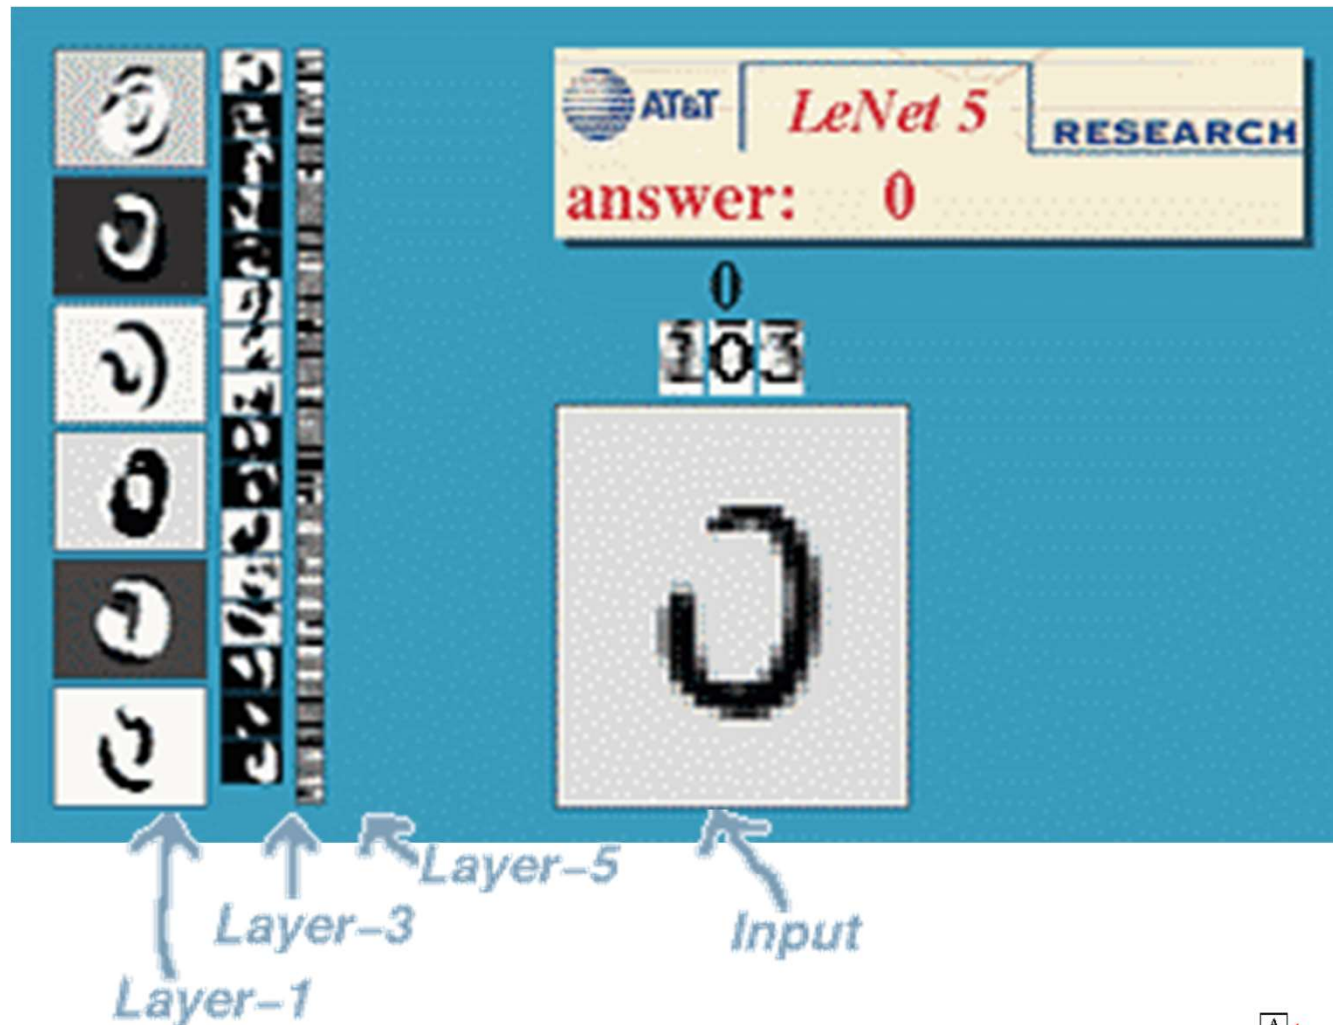 AT&T
LeNet 5
RESEARCH
answer: 0
0
103
Layer-5
Layer-3
Input
Layer-1
A